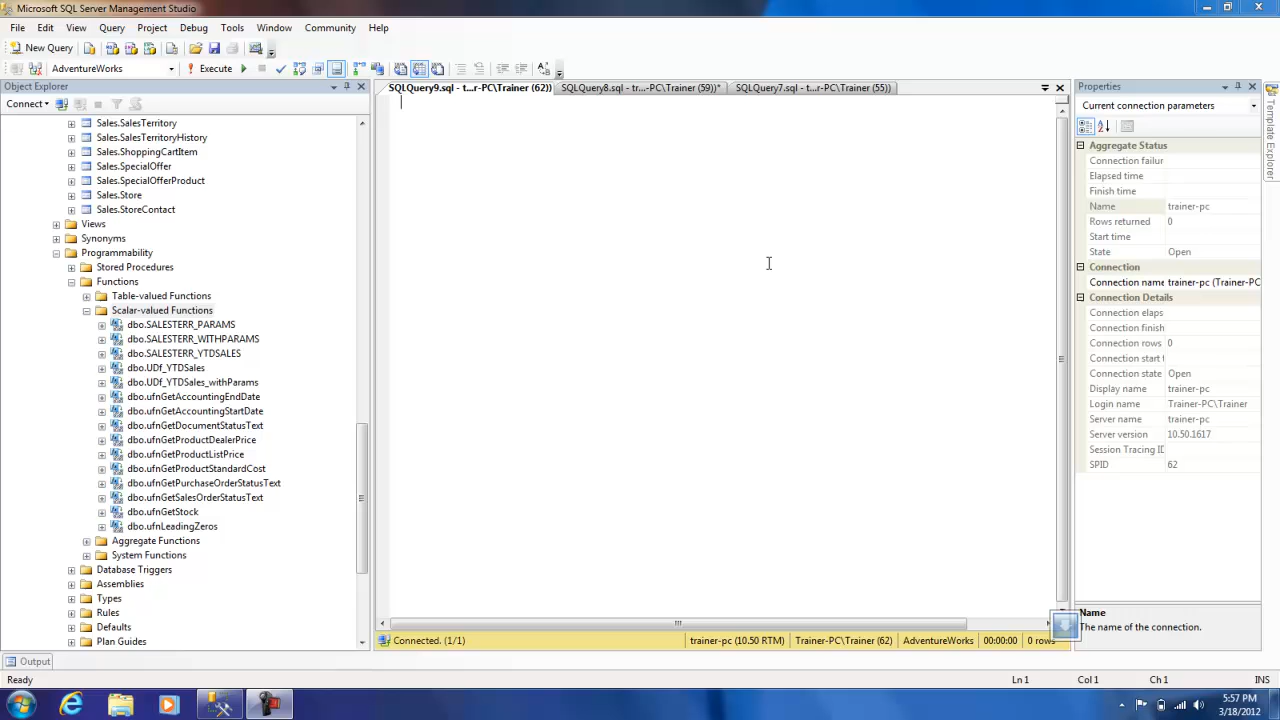 Microsoft SQL Server Management Studio
File Edit View Query Project Debug Tools Window Community Help
New Query
AdventureWorks Execute
Object Explorer
Connect
Sales.SalesTerritory
Sales.SalesTerritoryHistory
Sales.ShoppingCartItem
Sales.SpecialOffer
Sales.SpecialOfferProduct
Sales.Store
Sales.StoreContact
Views
Synonyms
Programmability
Stored Procedures
Functions
Table-valued Functions
Scalar-valued Functions
dbo.SALESTERR_PARAMS
dbo.SALESTERR_WITHPARAMS
dbo.SALESTERR_YTDSALES
dbo.UDf_YTDSales
dbo.UDf_YTDSales_withParams
dbo.ufnGetAccountingEndDate
dbo.ufnGetAccountingStartDate
dbo.ufnGetDocumentStatusText
dbo.ufnGetProductDealerPrice
dbo.ufnGetProductListPrice
dbo.ufnGetProductStandardCost
dbo.ufnGetPurchaseOrderStatusText
dbo.ufnGetSalesOrderStatusText
dbo.ufnGetStock
dbo.ufnLeadingZeros
Aggregate Functions
System Functions
Database Triggers
Assemblies
Types
Rules
Defaults
Plan Guides
SQLQuery9.sql - t...r-PC\Trainer (62)) SQLQuery8.sql - tr...-PC\Trainer (59))* SQLQuery7.sql - t...r-PC\Trainer (55))
Connected. (1/1) trainer-pc (10.50 RTM) Trainer-PC\Trainer (62) AdventureWorks 00:00:00 0 rows
Properties
Current connection parameters
Aggregate Status
Connection failur
Elapsed time
Finish time
Name trainer-pc
Rows returned 0
Start time
State Open
Connection
Connection name trainer-pc (Trainer-PC
Connection Details
Connection elaps
Connection finish
Connection rows 0
Connection start t
Connection state Open
Display name trainer-pc
Login name Trainer-PC\Trainer
Server name trainer-pc
Server version 10.50.1617
Session Tracing ID
SPID 62
Name
The name of the connection.
Template Explorer
Output
Ready Ln 1 Col 1 Ch 1 INS
5:57 PM
3/18/2012